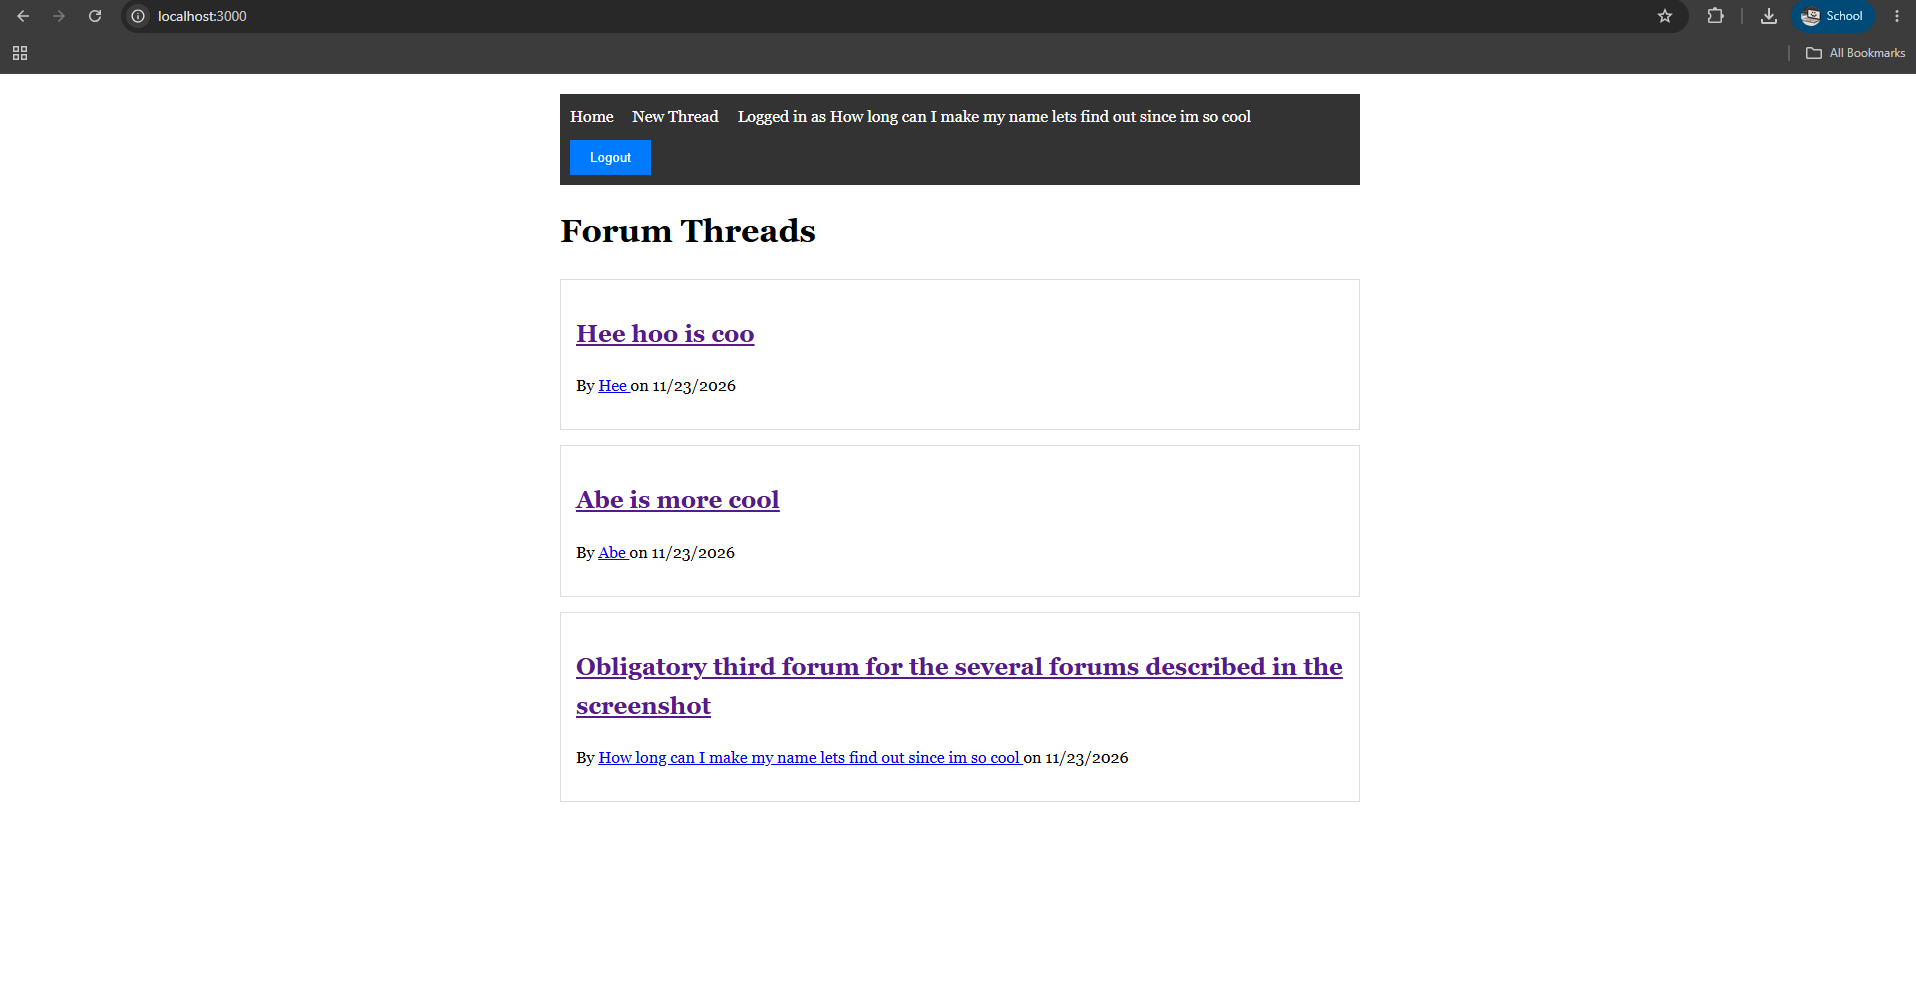 localhost:3000
School
All Bookmarks
Home New Thread Logged in as How long can I make my name lets find out since im so cool
Logout
Forum Threads
Hee hoo is coo
By Hee on 11/23/2026
Abe is more cool
By Abe on 11/23/2026
Obligatory third forum for the several forums described in the
screenshot
By How long can I make my name lets find out since im so cool on 11/23/2026